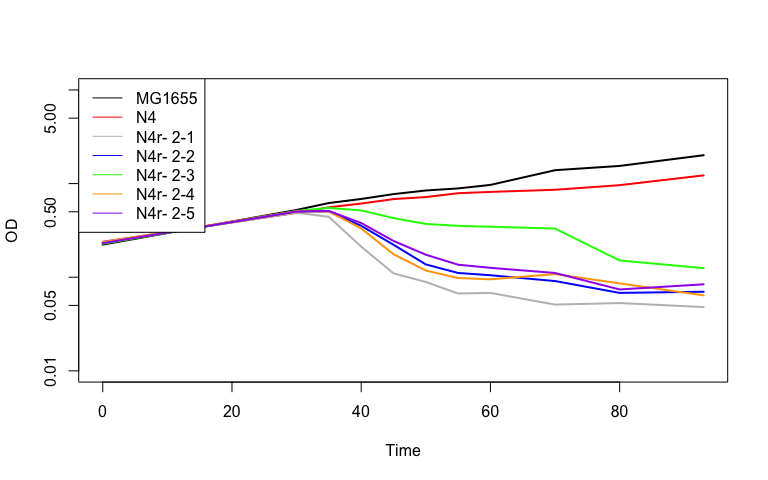 MG1655
N4
N4r- 2-1
N4r- 2-2
N4r- 2-3
N4r- 2-4
N4r- 2-5
5.00
0.50
0.05
0.01
OD
0 20 40 60 80
Time